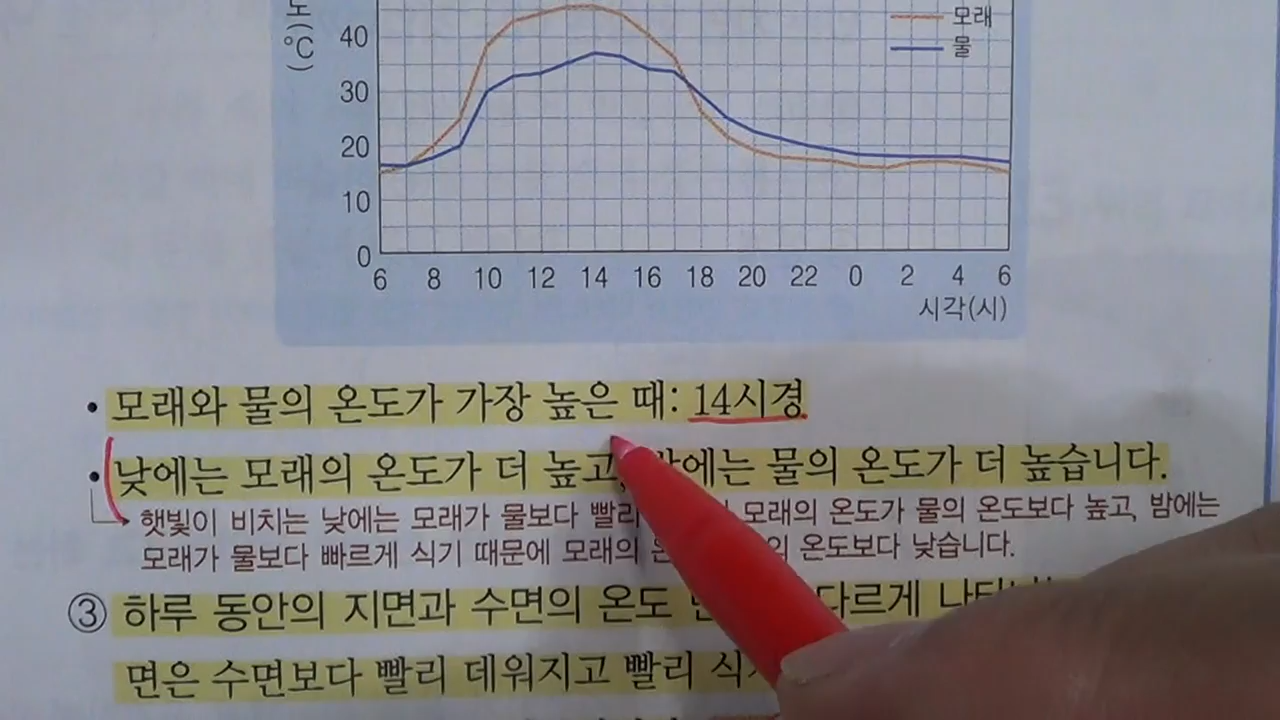 도(℃)
모래
물
40
30
20
10
0
6 8 10 12 14 16 18 20 22 0 2 4 6
시각(시)
• 모래와 물의 온도가 가장 높은 때: 14시경
• 낮에는 모래의 온도가 더 높고, 밤에는 물의 온도가 더 높습니다.
햇빛이 비치는 낮에는 모래가 물보다 빨리 모래의 온도가 물의 온도보다 높고, 밤에는
모래가 물보다 빠르게 식기 때문에 모래의 온도보다 낮습니다.
③ 하루 동안의 지면과 수면의 온도 다르게
면은 수면보다 빨리 데워지고 빨리